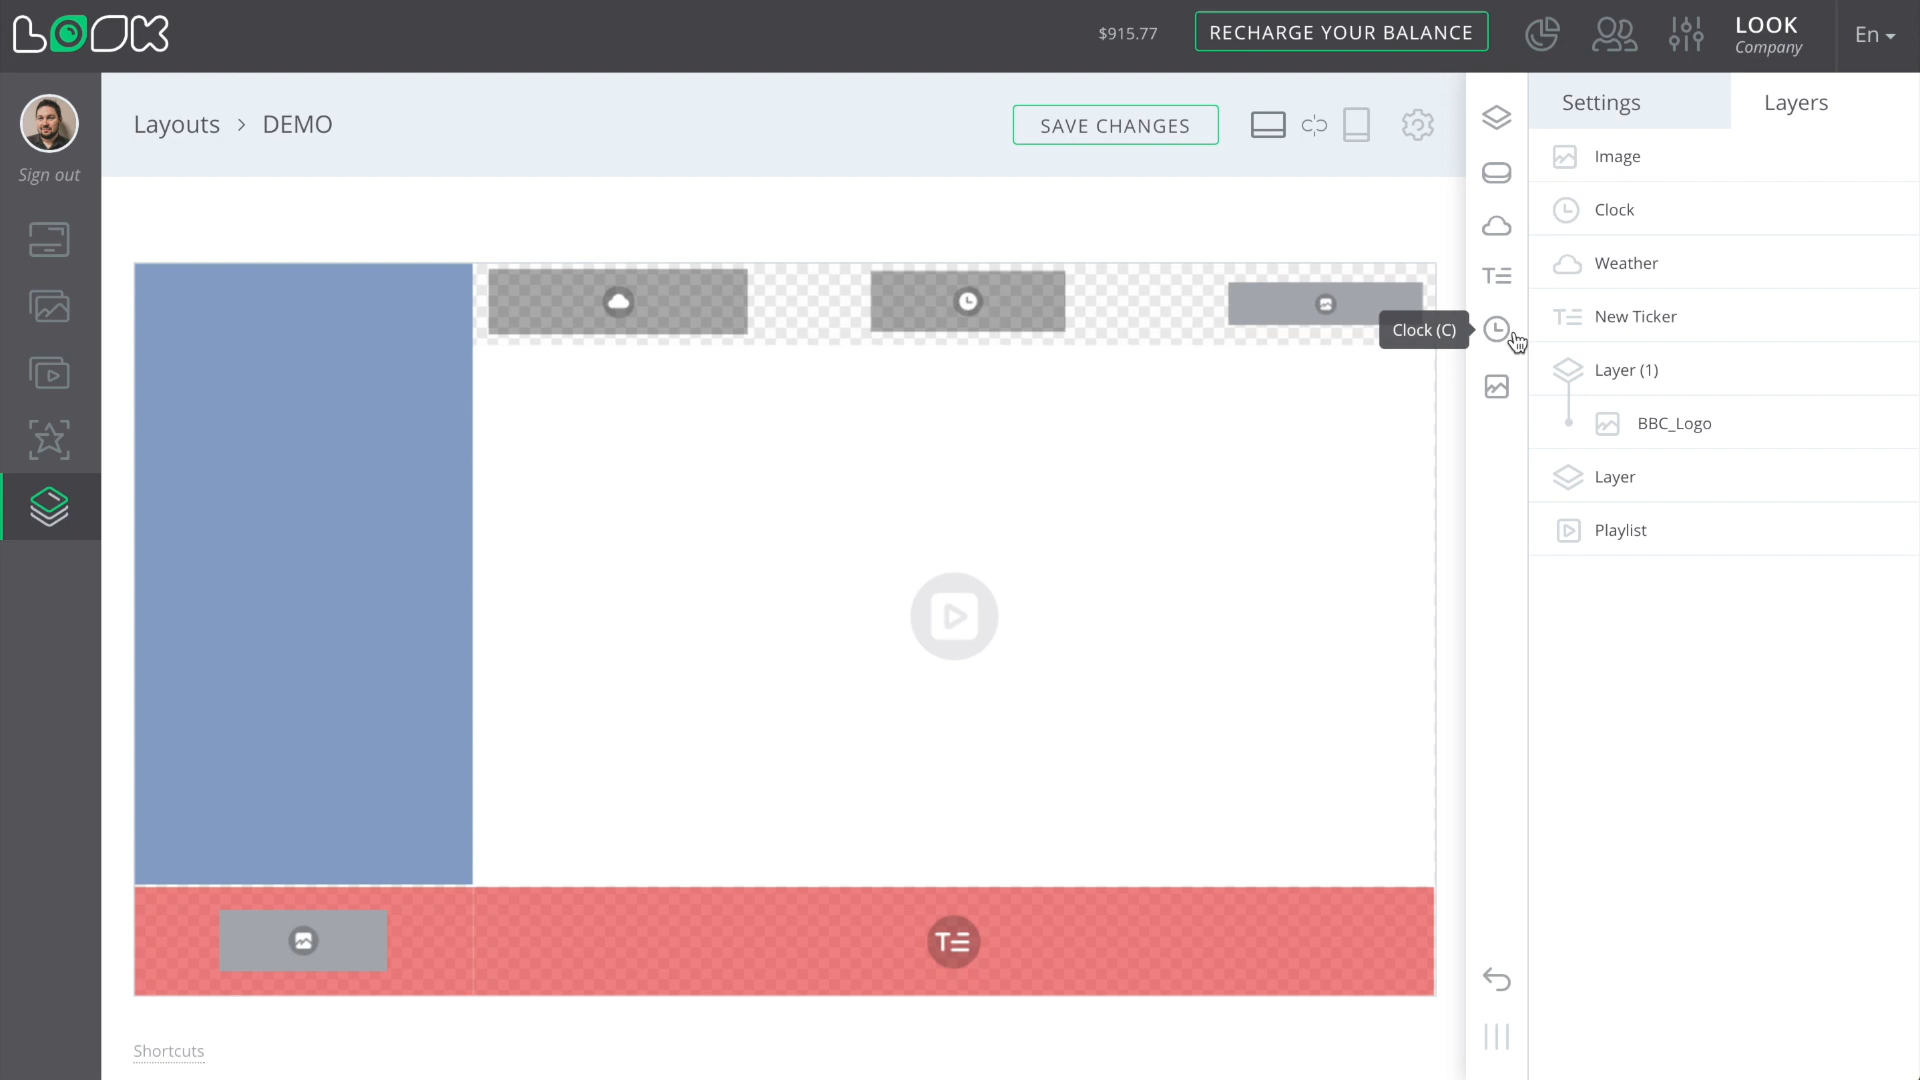 LOOK
$915.77
RECHARGE YOUR BALANCE
LOOK
Company
En
Sign out
Layouts > DEMO
SAVE CHANGES
Settings
Layers
Image
Clock
Weather
New Ticker
Layer (1)
BBC_Logo
Layer
Playlist
Clock (C)
T
T
T
Shortcuts